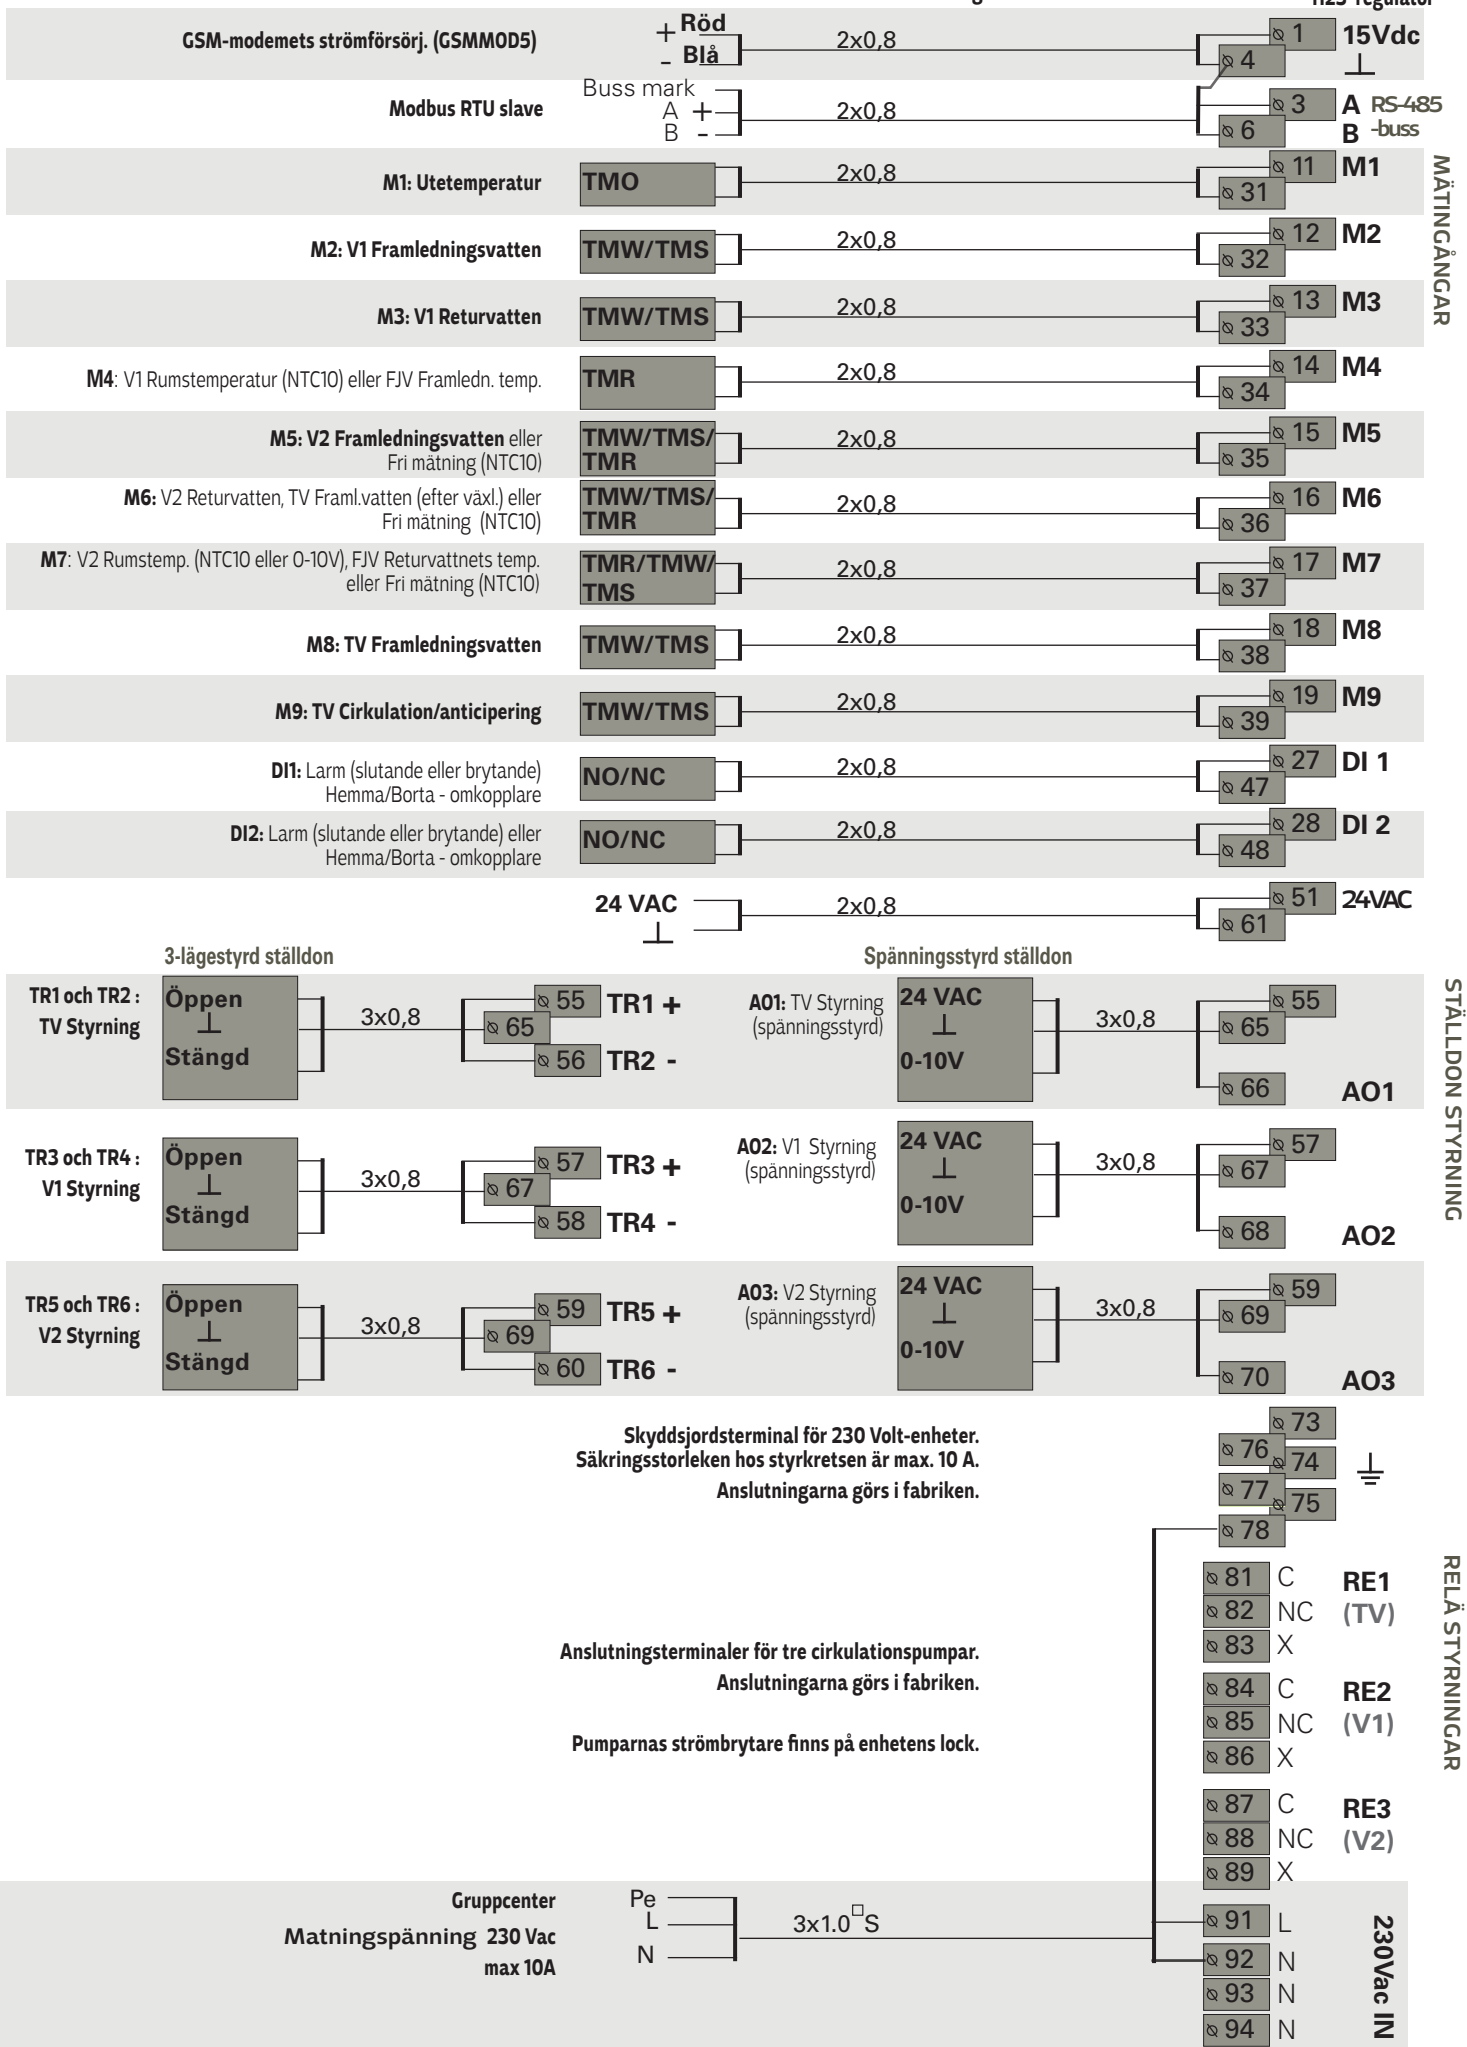 GSM-modemets strömförsörj. (GSMMOD5) + Röd 2x0,8 1 15Vdc
- Blå 4
Buss mark
Modbus RTU slave A + 2x0,8 3 A RS-485
B - 6 B -buss
MÄTINGÅNGAR
M1: Utetemperatur TMO 2x0,8 11 M1
31
M2: V1 Framledningsvatten TMW/TMS 2x0,8 12 M2
32
M3: V1 Returvatten TMW/TMS 2x0,8 13 M3
33
M4: V1 Rumstemperatur (NTC10) eller FJV Framledn. temp. TMR 2x0,8 14 M4
34
M5: V2 Framledningsvatten eller TMW/TMS/ 2x0,8 15 M5
Fri mätning (NTC10) TMR 35
M6: V2 Returvatten, TV Framl.vatten (efter växl.) eller TMW/TMS/ 2x0,8 16 M6
Fri mätning (NTC10) TMR 36
M7: V2 Rumstemp. (NTC10 eller 0-10V), FJV Returvattnets temp. TMR/TMW/ 2x0,8 17 M7
eller Fri mätning (NTC10) TMS 37
M8: TV Framledningsvatten TMW/TMS 2x0,8 18 M8
38
M9: TV Cirkulation/anticipering TMW/TMS 2x0,8 19 M9
39
DI1: Larm (slutande eller brytande) NO/NC 2x0,8 27 DI 1
Hemma/Borta - omkopplare 47
DI2: Larm (slutande eller brytande) eller NO/NC 2x0,8 28 DI 2
Hemma/Borta - omkopplare 48
24 VAC 2x0,8 51 24VAC
61
3-lägestyrd ställdon Spänningsstyrd ställdon
STÄLLDON STYRNING
TR1 och TR2 : Öppen 55 TR1 + AO1: TV Styrning 24 VAC 55
TV Styrning 3x0,8 65 (spänningsstyrd) 3x0,8 65
Stängd 56 TR2 - 0-10V 66 AO1
TR3 och TR4 : Öppen 57 TR3 + AO2: V1 Styrning 24 VAC 57
V1 Styrning 3x0,8 67 (spänningsstyrd) 3x0,8 67
Stängd 58 TR4 - 0-10V 68 AO2
TR5 och TR6 : Öppen 59 TR5 + AO3: V2 Styrning 24 VAC 59
V2 Styrning 3x0,8 69 (spänningsstyrd) 3x0,8 69
Stängd 60 TR6 - 0-10V 70 AO3
73
Skyddsjordsterminal för 230 Volt-enheter. 76
Säkringsstorleken hos styrkretsen är max. 10 A. 74
Anslutningarna görs i fabriken. 77
75
78
RELÄ STYRNINGAR
81 C RE1
82 NC (TV)
Anslutningsterminaler för tre cirkulationspumpar. 83 X
Anslutningarna görs i fabriken. 84 C RE2
85 NC (V1)
Pumparnas strömbrytare finns på enhetens lock. 86 X
87 C RE3
88 NC (V2)
89 X
Gruppcenter Pe
Matningspänning 230 Vac L 3x1.0□S 91 L
max 10A N 92 N
93 N
94 N
230Vac IN